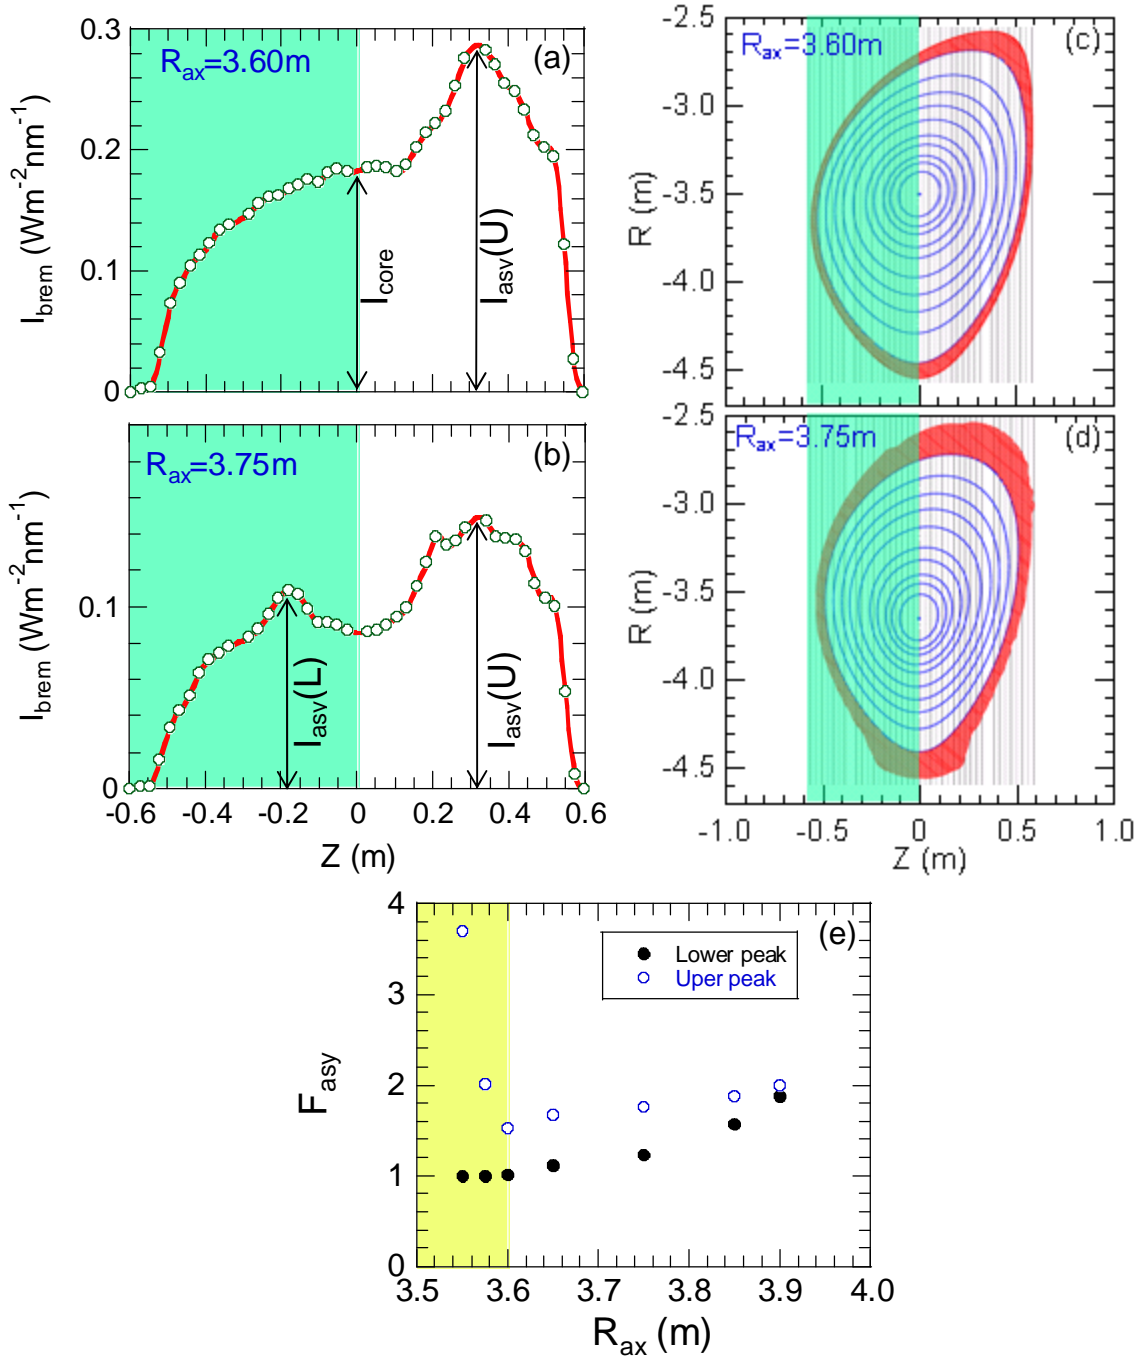 0.3
0.2
0.1
0
I_brem (Wm^-2nm^-1)
R_ax=3.60m
(a)
I_core
I_asv(U)
0.1
0
I_brem (Wm^-2nm^-1)
R_ax=3.75m
(b)
I_asv(L)
I_asv(U)
-0.6 -0.4 -0.2 0 0.2 0.4 0.6
Z (m)
-2.5
-3.0
-3.5
-4.0
-4.5
R (m)
R_ax=3.60m
(c)
-2.5
-3.0
-3.5
-4.0
-4.5
R (m)
R_ax=3.75m
(d)
-1.0 -0.5 0 0.5 1.0
Z (m)
4
3
2
1
0
F_asy
(e)
Lower peak
Uper peak
3.5 3.6 3.7 3.8 3.9 4.0
R_ax (m)